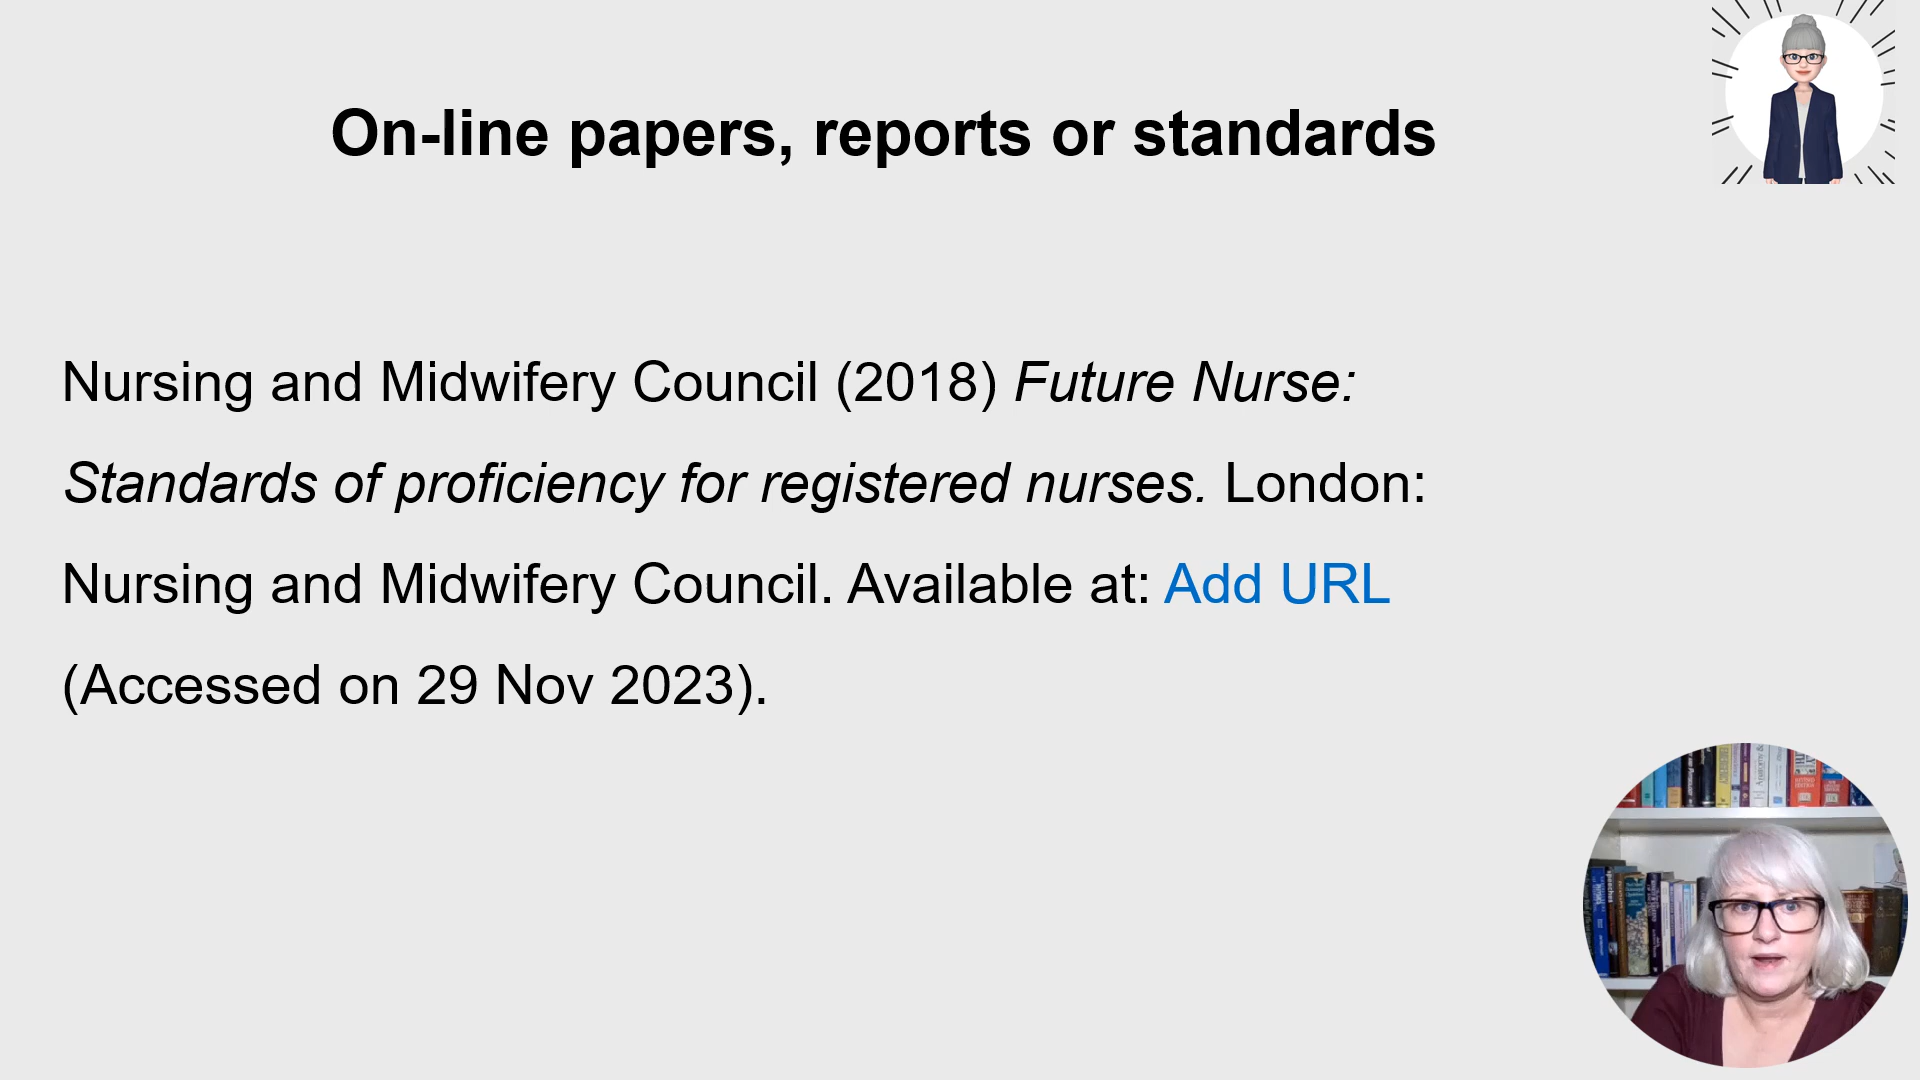 On-line papers, reports or standards
Nursing and Midwifery Council (2018) Future Nurse:
Standards of proficiency for registered nurses. London:
Nursing and Midwifery Council. Available at: Add URL
(Accessed on 29 Nov 2023).